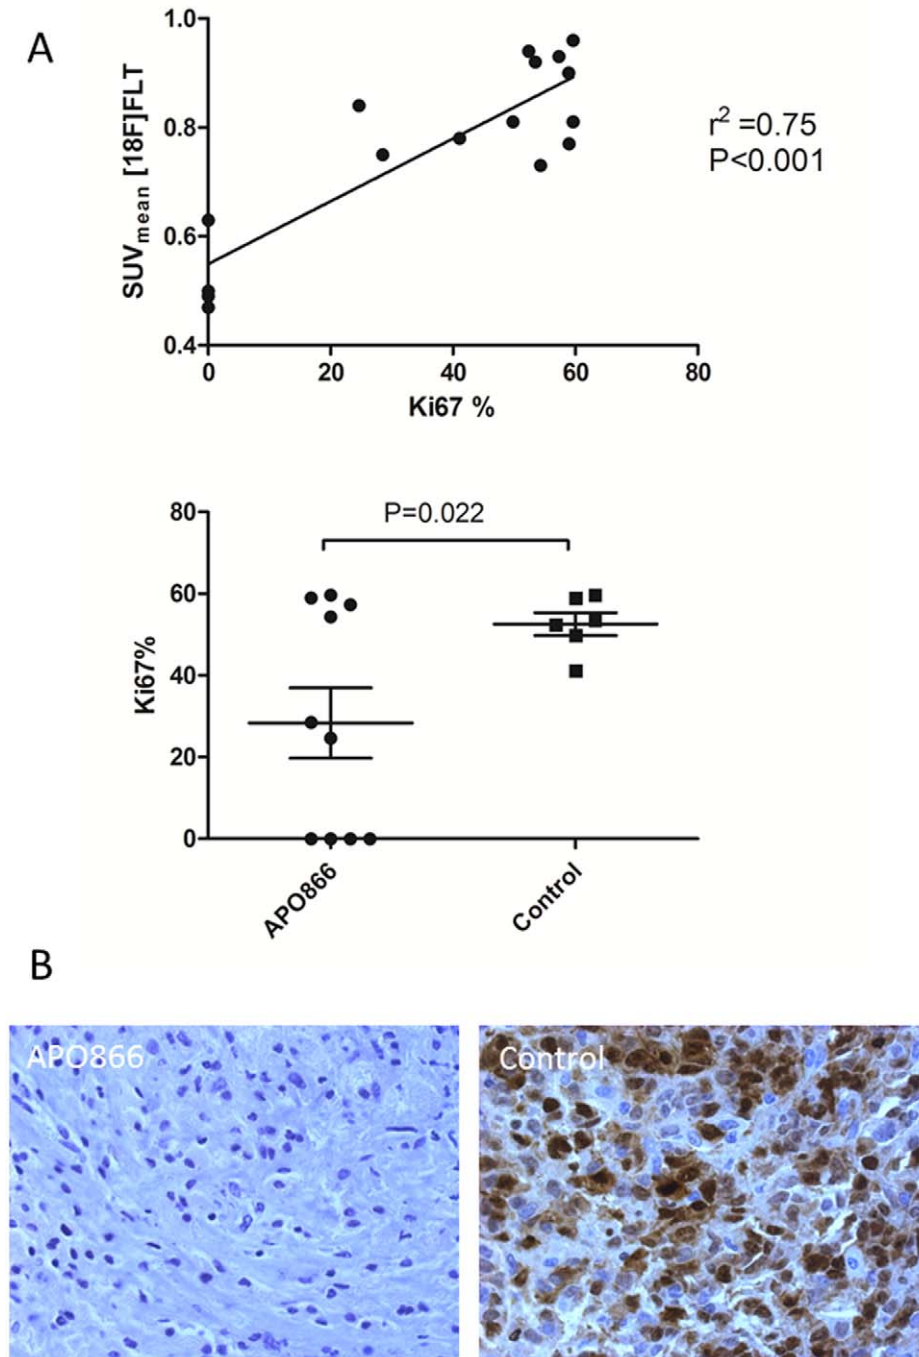 A
1.0
0.8
0.6
0.4
SUVmean [18F]FLT
0 20 40 60 80
Ki67 %
r2 =0.75
P<0.001
P=0.022
80
60
40
20
0
Ki67%
APO866
Control
B
APO866
Control